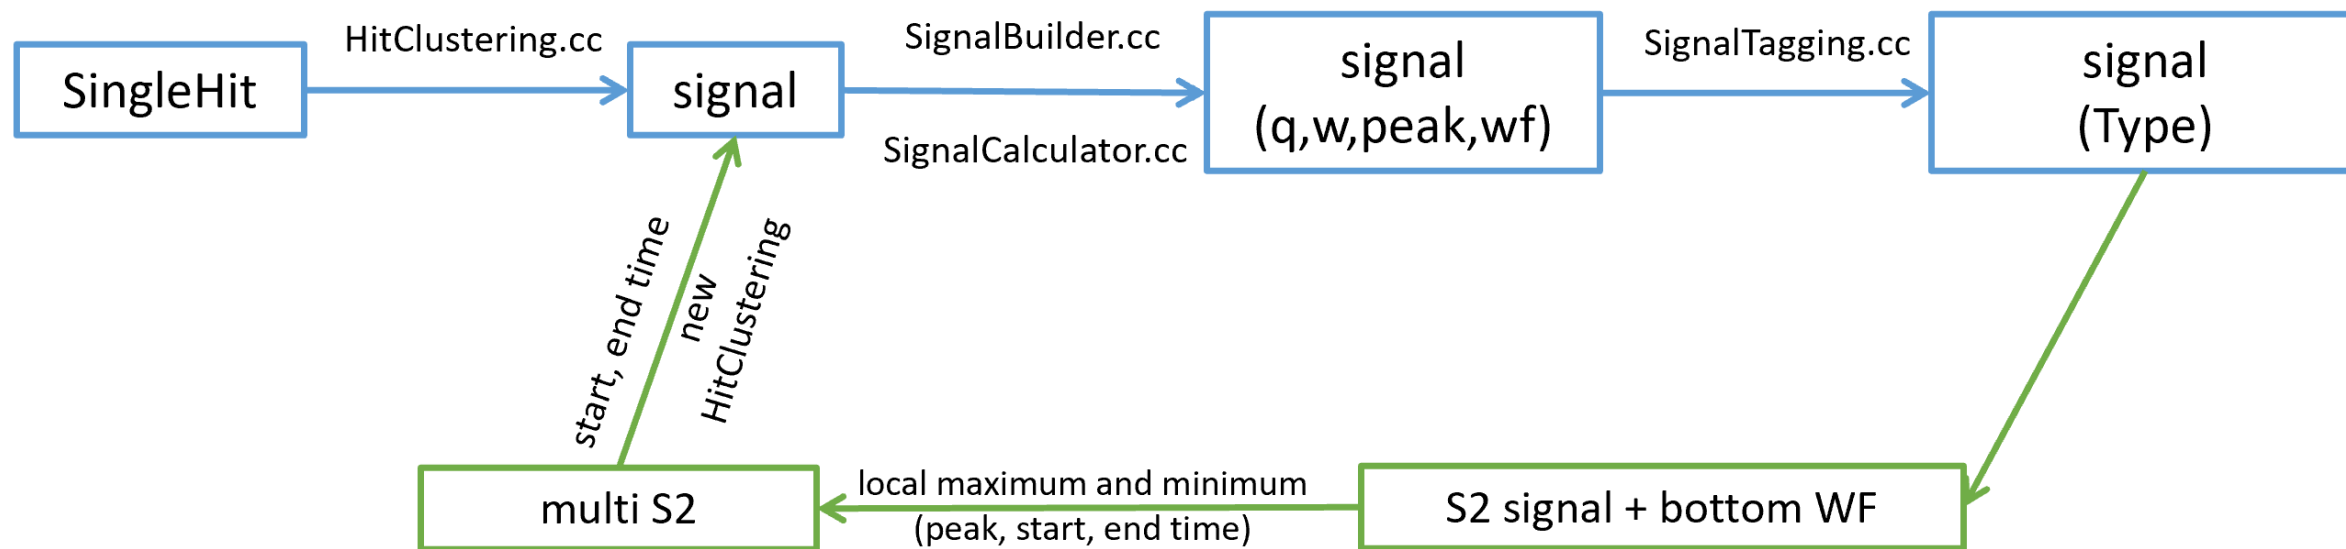 HitClustering.cc
SignalBuilder.cc
SignalTagging.cc
SingleHit
signal
signal
(q,w,peak,wf)
signal
(Type)
SignalCalculator.cc
start, end time
new
HitClustering
multi S2
local maximum and minimum
(peak, start, end time)
S2 signal + bottom WF